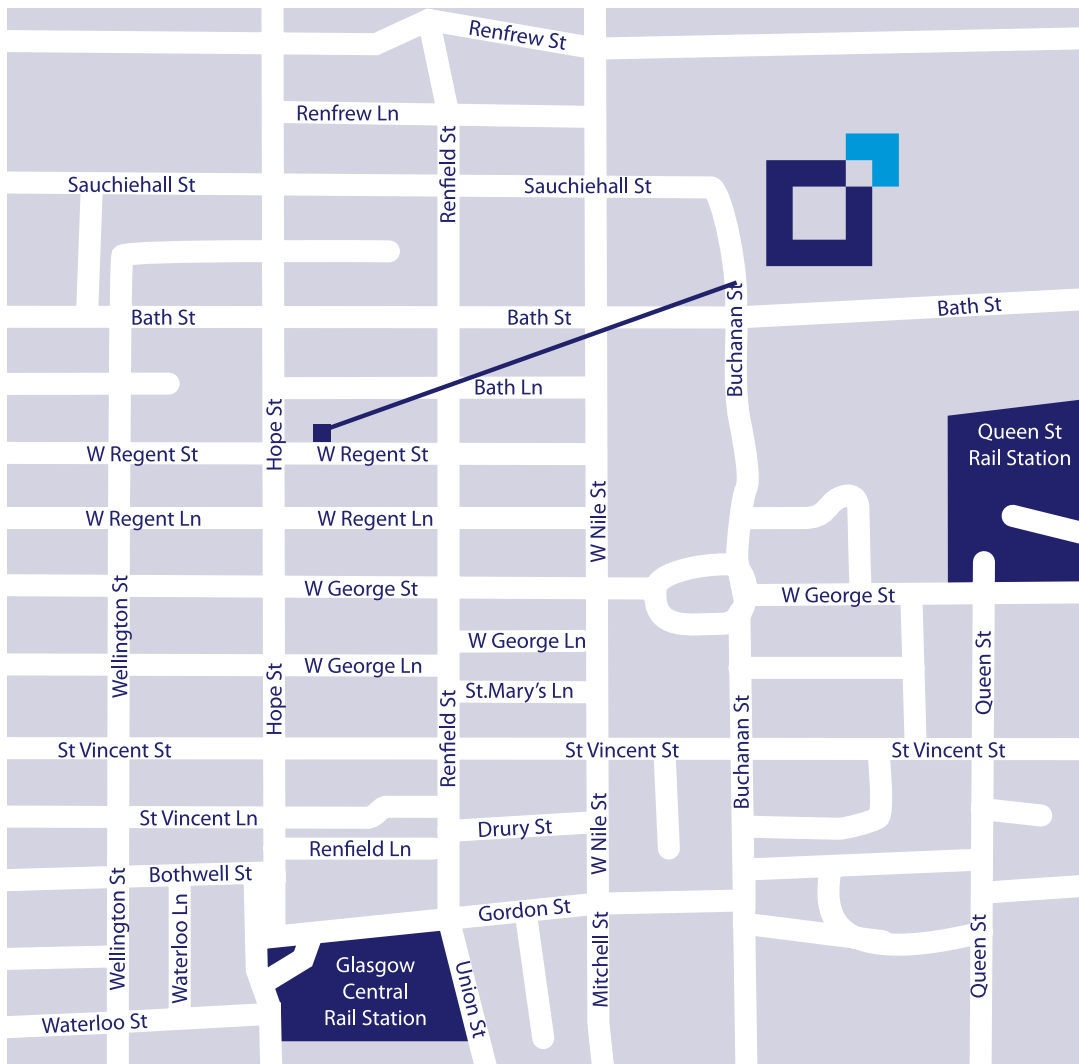 Renfrew St
Renfrew Ln
Renfield St
Sauchiehall St
Sauchiehall St
Bath St
Bath St
Bath St
Buchanan St
Bath Ln
Hope St
Queen St
Rail Station
W Regent St
W Regent St
W Nile St
W Regent Ln
W Regent Ln
Wellington St
W George St
W George St
W George Ln
W George Ln
Hope St
Queen St
St.Mary's Ln
Renfield St
Buchanan St
St Vincent St
St Vincent St
St Vincent St
W Nile St
St Vincent Ln
Drury St
Renfield Ln
Bothwell St
Wellington St
Waterloo Ln
Gordon St
Mitchell St
Queen St
Glasgow
Central
Rail Station
Union St
Waterloo St